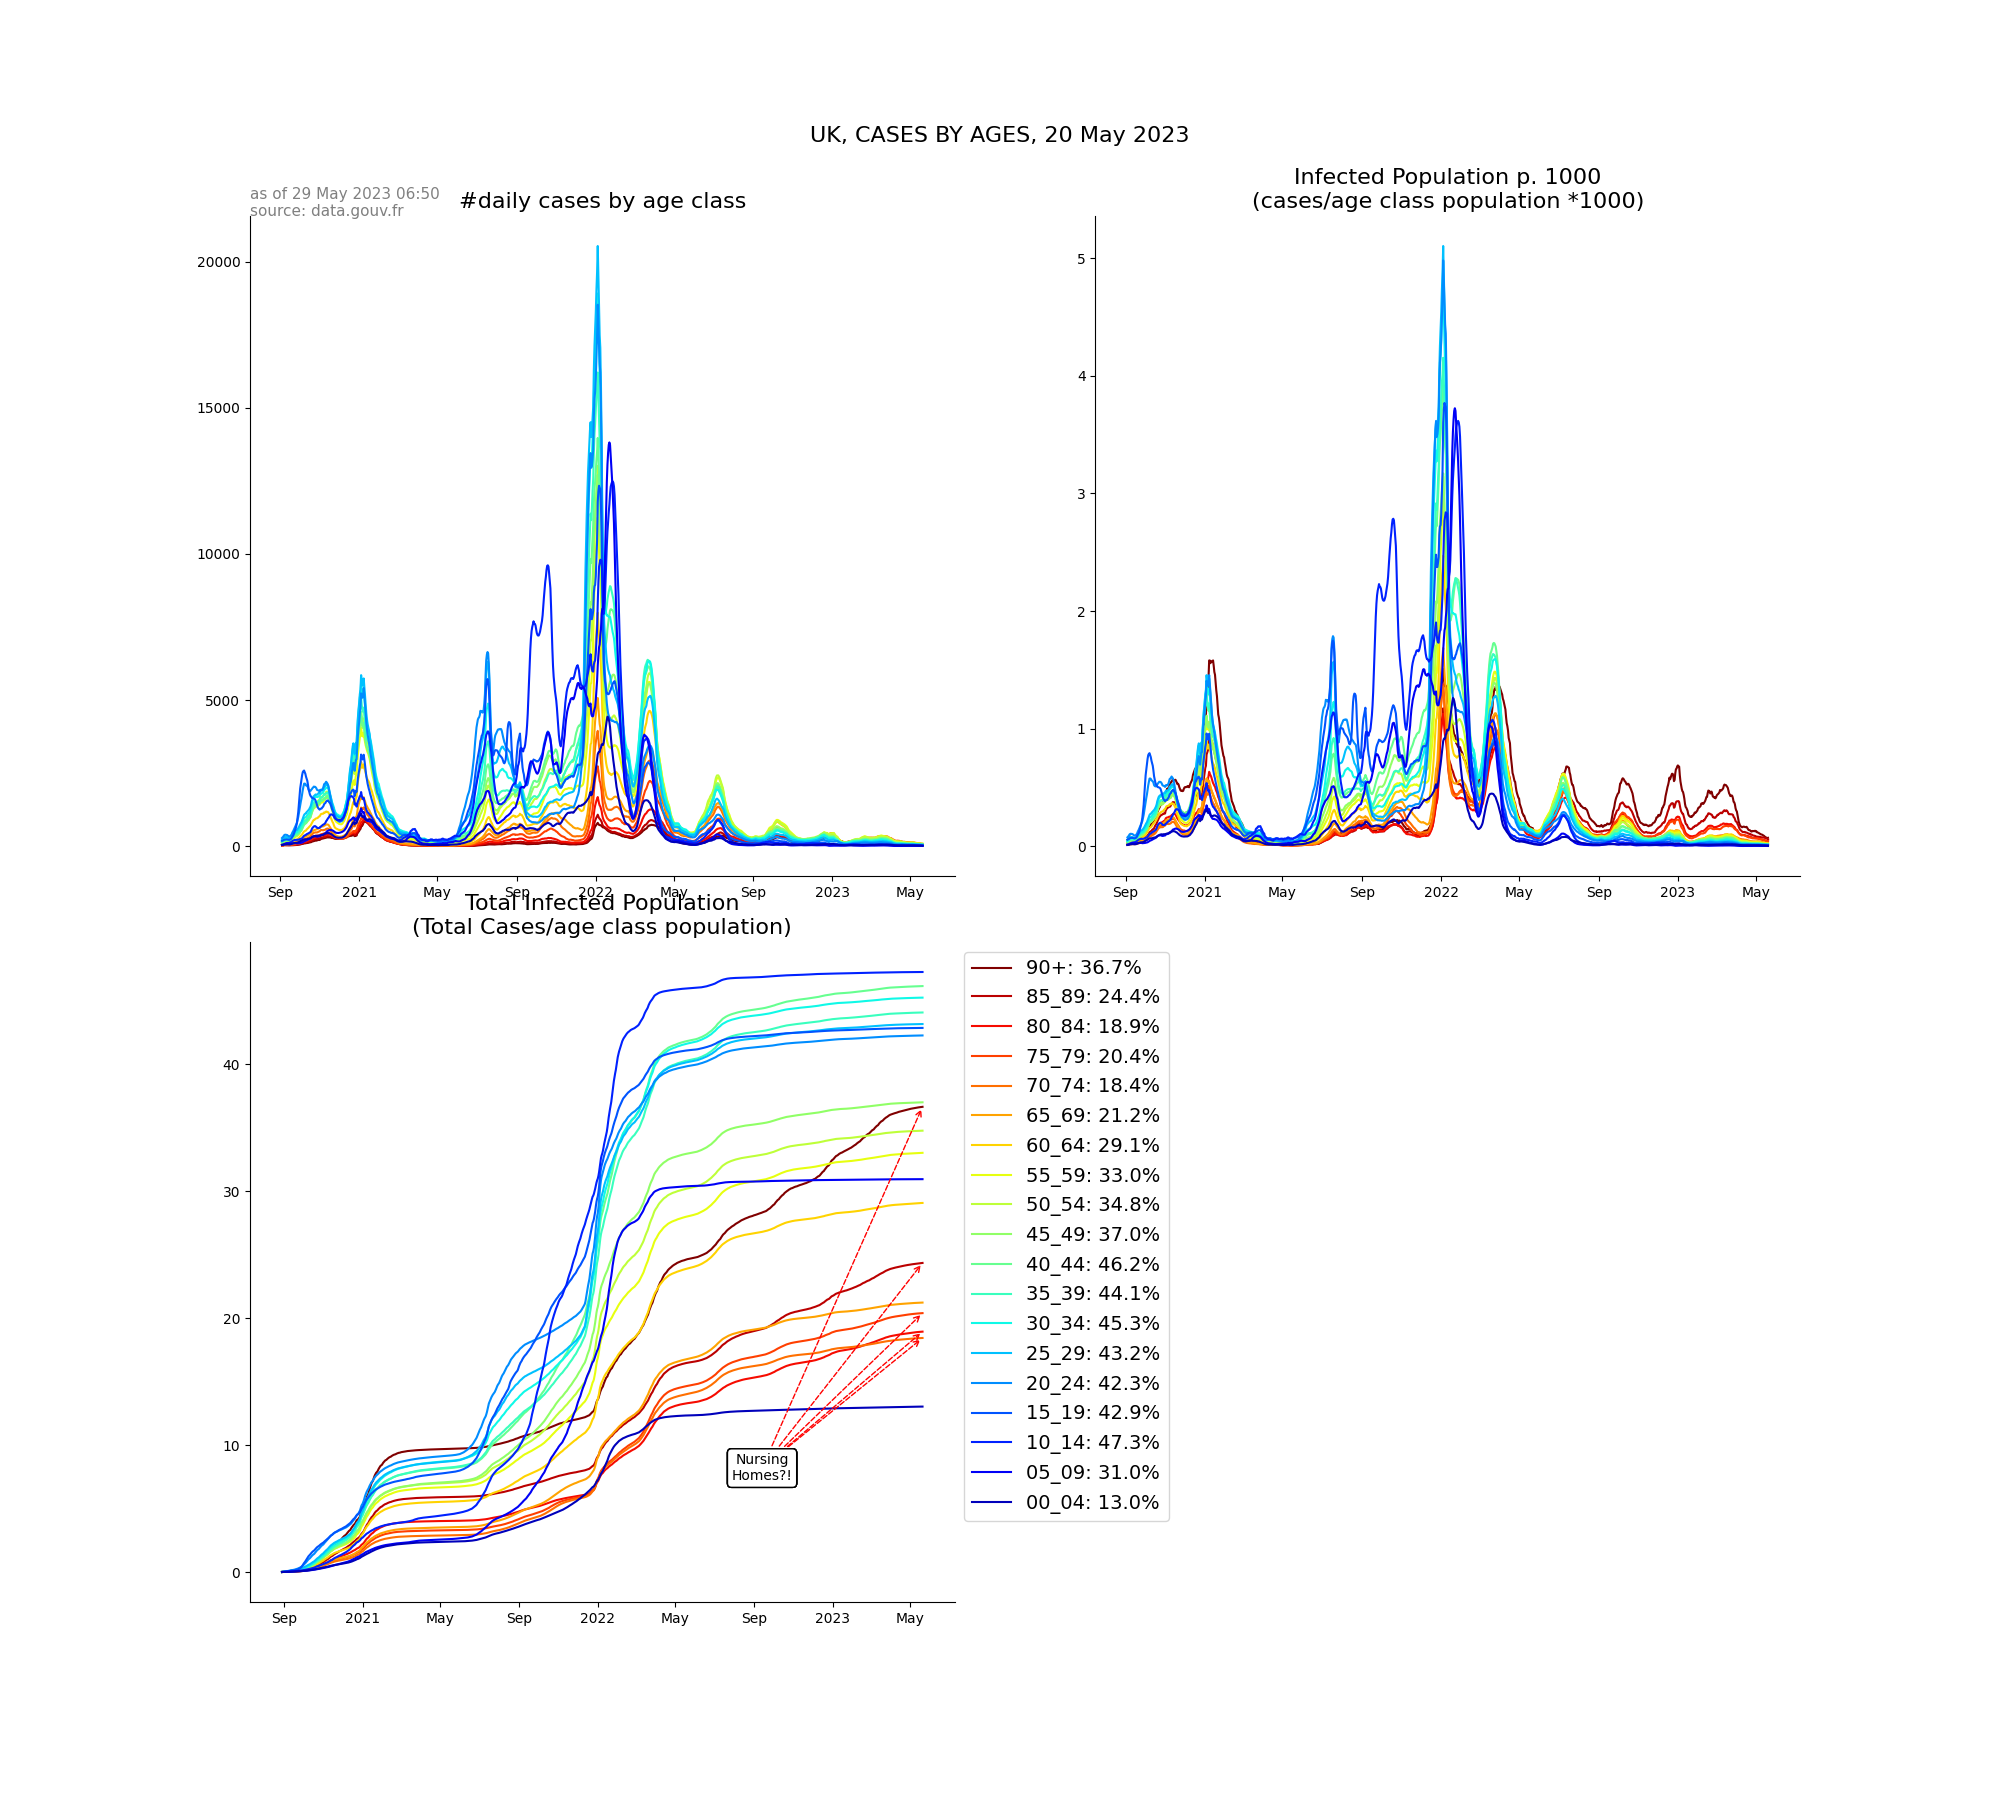 UK, CASES BY AGES, 20 May 2023
as of 29 May 2023 06:50
source: data.gouv.fr
#daily cases by age class
20000
15000
10000
5000
0
Sep 2021 May Sep 2022 May Sep 2023 May
Infected Population p. 1000
(cases/age class population *1000)
5
4
3
2
1
0
Sep 2021 May Sep 2022 May Sep 2023 May
Total Infected Population
(Total Cases/age class population)
40
30
20
10
0
Sep 2021 May Sep 2022 May Sep 2023 May
Nursing
Homes?!
90+: 36.7%
85_89: 24.4%
80_84: 18.9%
75_79: 20.4%
70_74: 18.4%
65_69: 21.2%
60_64: 29.1%
55_59: 33.0%
50_54: 34.8%
45_49: 37.0%
40_44: 46.2%
35_39: 44.1%
30_34: 45.3%
25_29: 43.2%
20_24: 42.3%
15_19: 42.9%
10_14: 47.3%
05_09: 31.0%
00_04: 13.0%